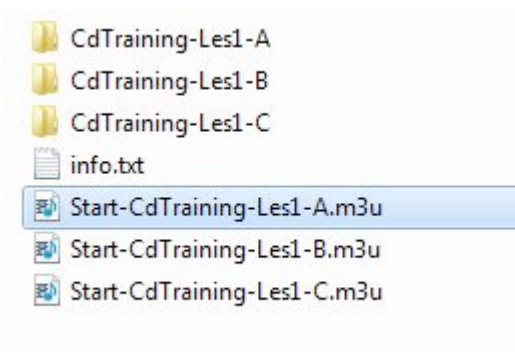 CdTraining-Les1-A
CdTraining-Les1-B
CdTraining-Les1-C
info.txt
Start-CdTraining-Les1-A.m3u
Start-CdTraining-Les1-B.m3u
Start-CdTraining-Les1-C.m3u